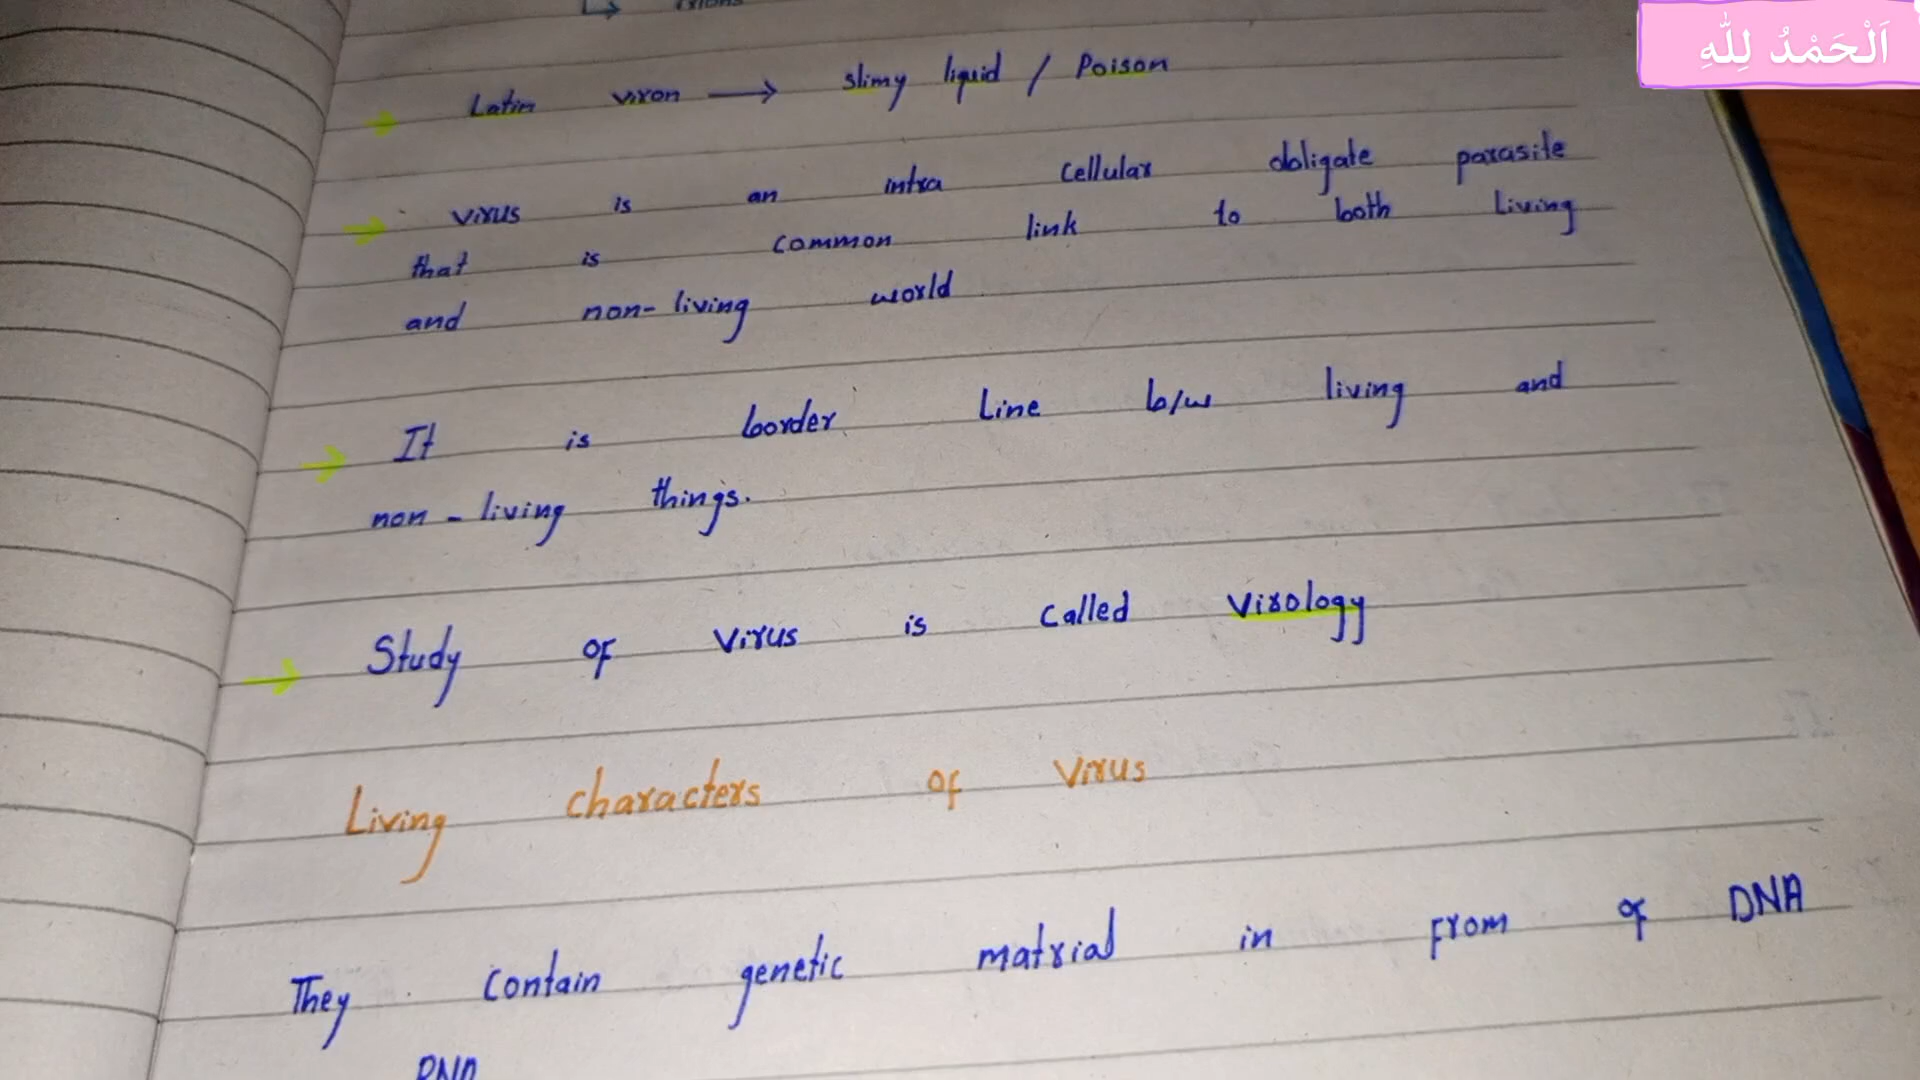 اَلْحَمْدُ لِلّٰهِ
Latin viron → slimy liquid / Poison
→ virus is an intra cellular obligate parasite
that is common link to both living
and non-living world
→ It is border line b/w living and
non-living things.
→ Study of virus is called virology
Living characters of virus
They contain genetic matrial in from of DNA
RNA